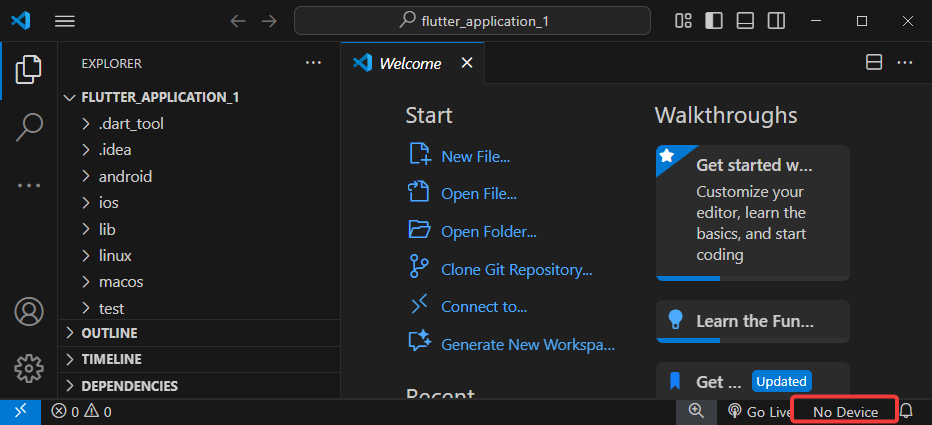 flutter_application_1
EXPLORER
Welcome
FLUTTER_APPLICATION_1
.dart_tool
.idea
android
ios
lib
linux
macos
test
OUTLINE
TIMELINE
DEPENDENCIES
Start
New File...
Open File...
Open Folder...
Clone Git Repository...
Connect to...
Generate New Workspa...
Recent
Walkthroughs
Get started w...
Customize your
editor, learn the
basics, and start
coding
Learn the Fun...
Get ... Updated
0 0
Go Live
No Device